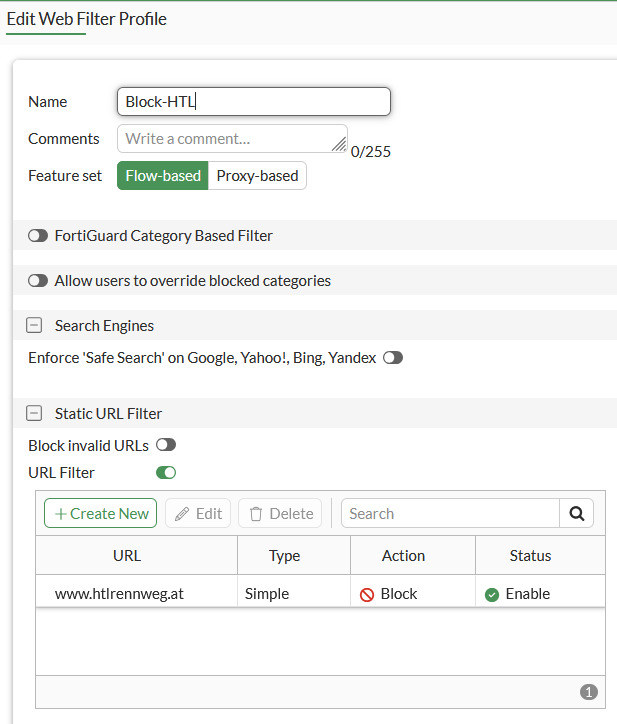 Edit Web Filter Profile
Name Block-HTL
Comments Write a comment... 0/255
Feature set Flow-based Proxy-based
FortiGuard Category Based Filter
Allow users to override blocked categories
Search Engines
Enforce 'Safe Search' on Google, Yahoo!, Bing, Yandex
Static URL Filter
Block invalid URLs
URL Filter
+ Create New Edit Delete Search
URL Type Action Status
www.htlrennweg.at Simple Block Enable
1